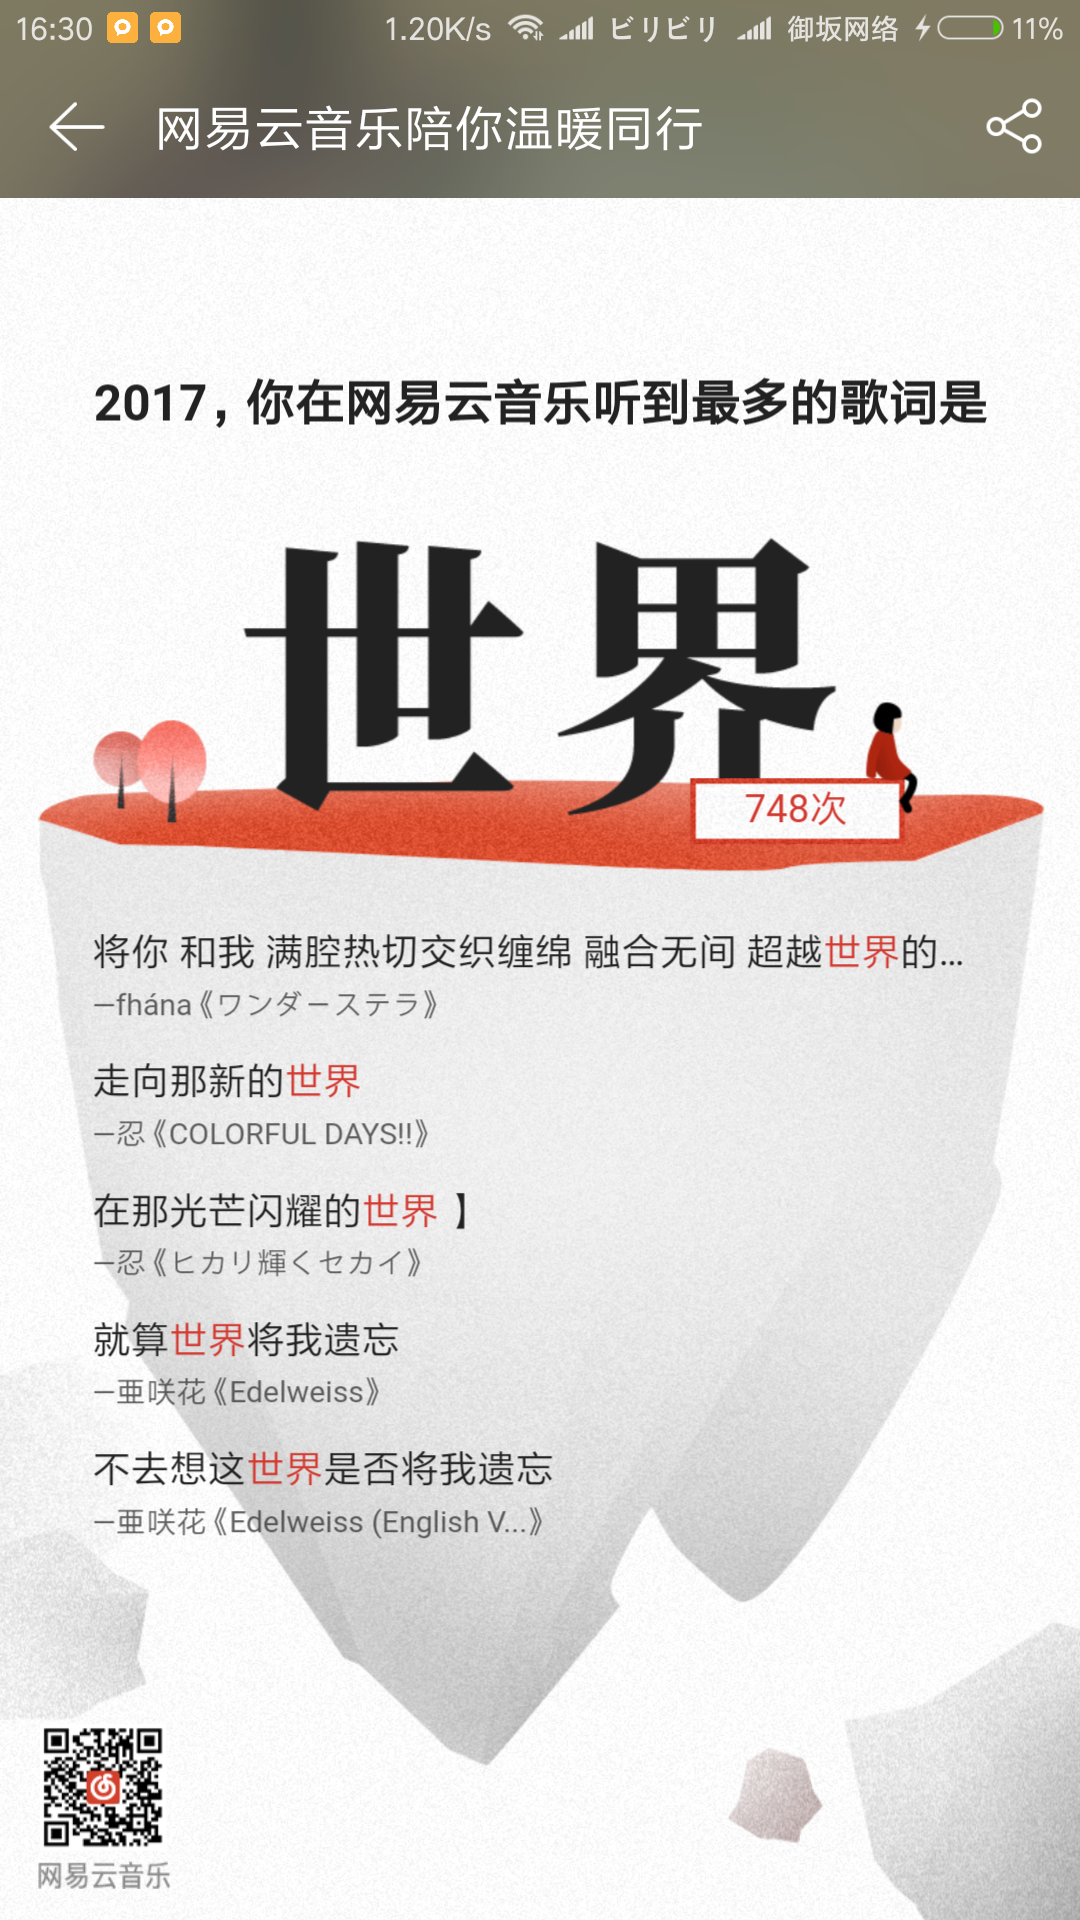 16:30 1.20K/s ビリビリ 御坂网络 11%
网易云音乐陪你温暖同行
2017，你在网易云音乐听到最多的歌词是
世界
748次
将你 和我 满腔热切交织缠绵 融合无间 超越世界的...
—fhána《ワンダーステラ》
走向那新的世界
—忍《COLORFUL DAYS!!》
在那光芒闪耀的世界 】
—忍《ヒカリ輝くセカイ》
就算世界将我遗忘
—亜咲花《Edelweiss》
不去想这世界是否将我遗忘
—亜咲花《Edelweiss (English V...》
网易云音乐